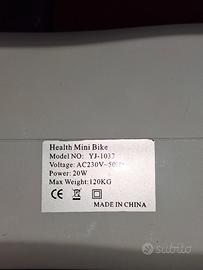 Health Mini Bike
Model NO: YJ-1037
Voltage: AC230V~50Hz
Power: 20W
Max Weight:120KG
CE
MADE IN CHINA
subito